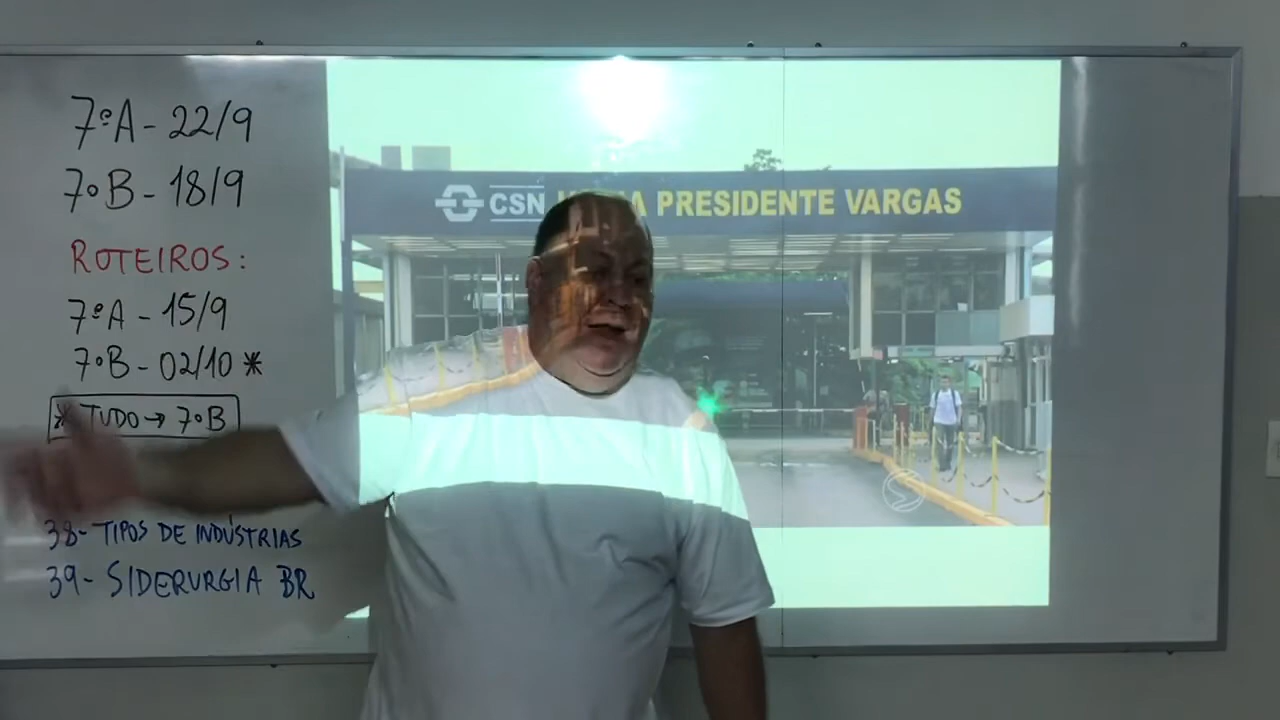 7ºA - 22/9
7ºB - 18/9
ROTEIROS:
7ºA - 15/9
7ºB - 02/10 *
* TUDO → 7ºB
38- TIPOS DE INDÚSTRIAS
39- SIDERURGIA BR
CSN
PRESIDENTE VARGAS